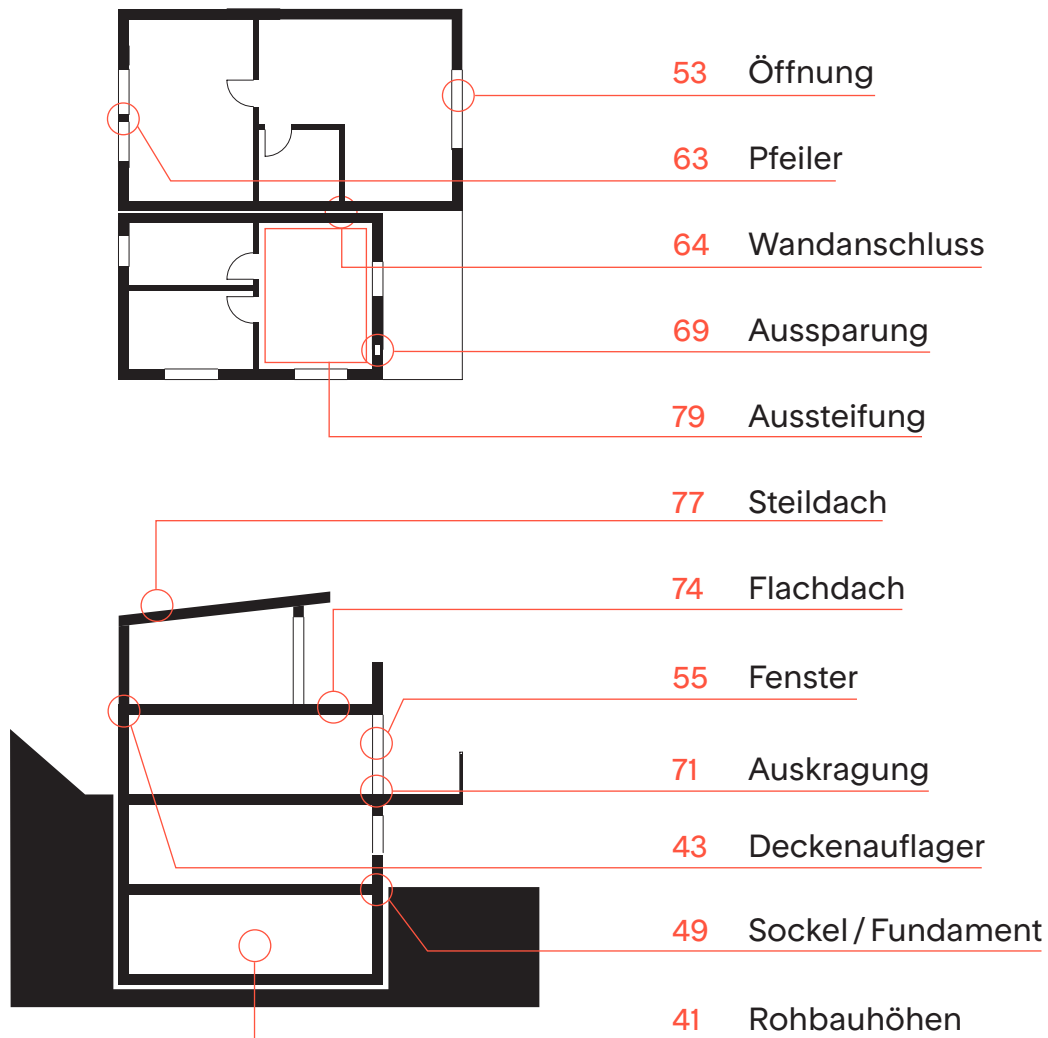 53 Öffnung
63 Pfeiler
64 Wandanschluss
69 Aussparung
79 Aussteifung
77 Steildach
74 Flachdach
55 Fenster
71 Auskragung
43 Deckenauflager
49 Sockel / Fundament
41 Rohbauhöhen